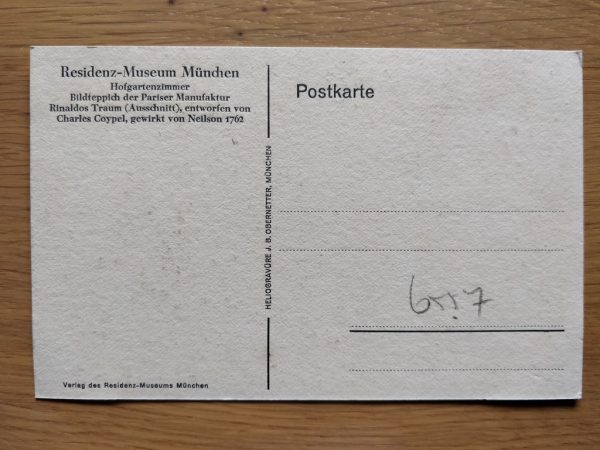 Residenz-Museum München
Hofgartenzimmer
Bildteppich der Pariser Manufaktur
Rinaldos Traum (Ausschnitt), entworfen von
Charles Coypel, gewirkt von Neilson 1762
Postkarte
HELIOGRAVÜRE J. B. OBERNETTER, MÜNCHEN
Verlag des Residenz-Museums München